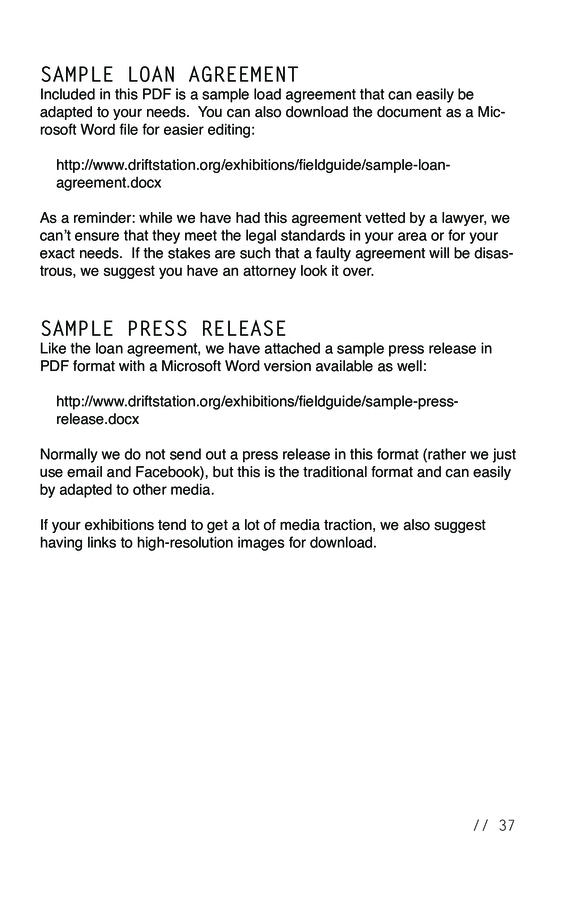 SAMPLE LOAN AGREEMENT
Included in this PDF is a sample load agreement that can easily be
adapted to your needs.  You can also download the document as a Mic-
rosoft Word file for easier editing:
http://www.driftstation.org/exhibitions/fieldguide/sample-loan-
agreement.docx
As a reminder: while we have had this agreement vetted by a lawyer, we
can't ensure that they meet the legal standards in your area or for your
exact needs.  If the stakes are such that a faulty agreement will be disas-
trous, we suggest you have an attorney look it over.
SAMPLE PRESS RELEASE
Like the loan agreement, we have attached a sample press release in
PDF format with a Microsoft Word version available as well:
http://www.driftstation.org/exhibitions/fieldguide/sample-press-
release.docx
Normally we do not send out a press release in this format (rather we just
use email and Facebook), but this is the traditional format and can easily
by adapted to other media.
If your exhibitions tend to get a lot of media traction, we also suggest
having links to high-resolution images for download.
// 37